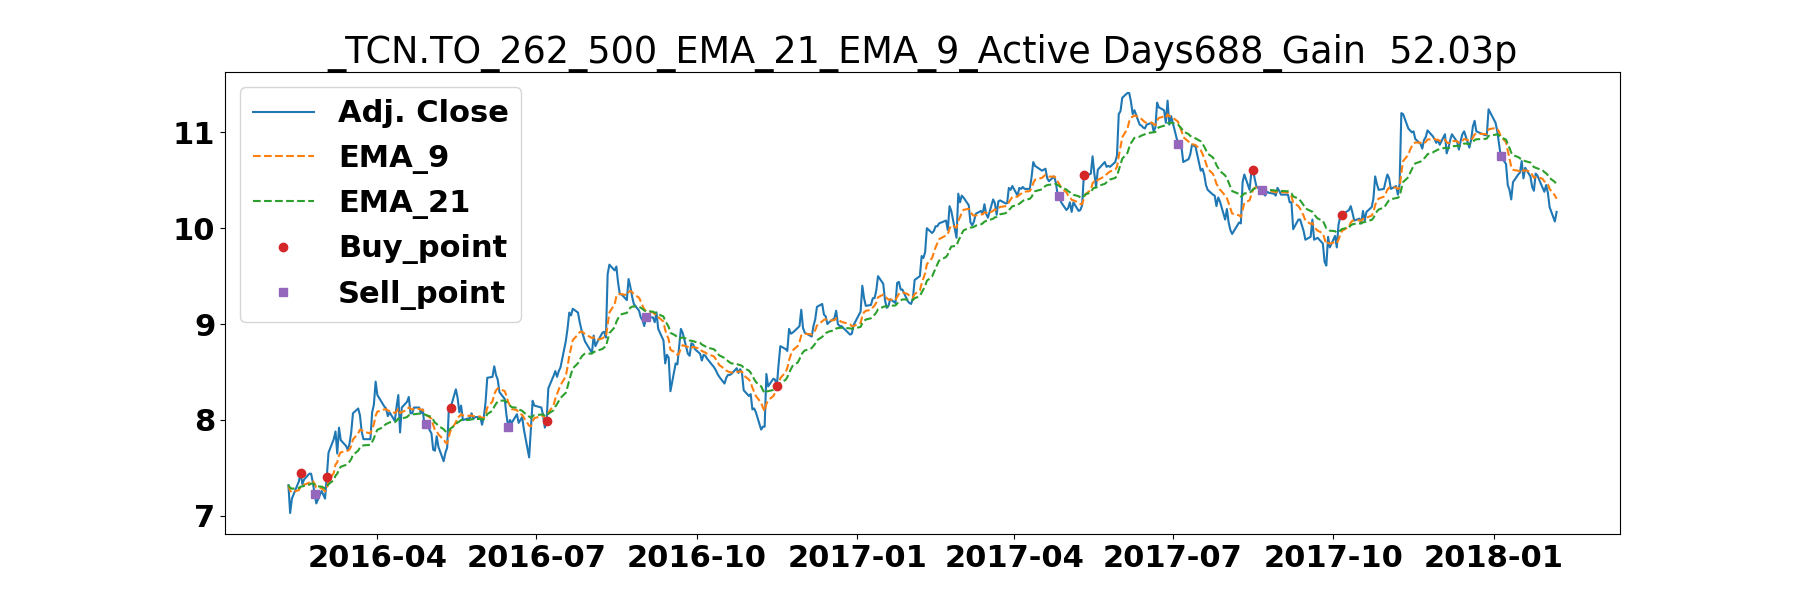 _TCN.TO_262_500_EMA_21_EMA_9_Active Days688_Gain  52.03p
Adj. Close
EMA_9
EMA_21
Buy_point
Sell_point
11
10
9
8
7
2016-04 2016-07 2016-10 2017-01 2017-04 2017-07 2017-10 2018-01